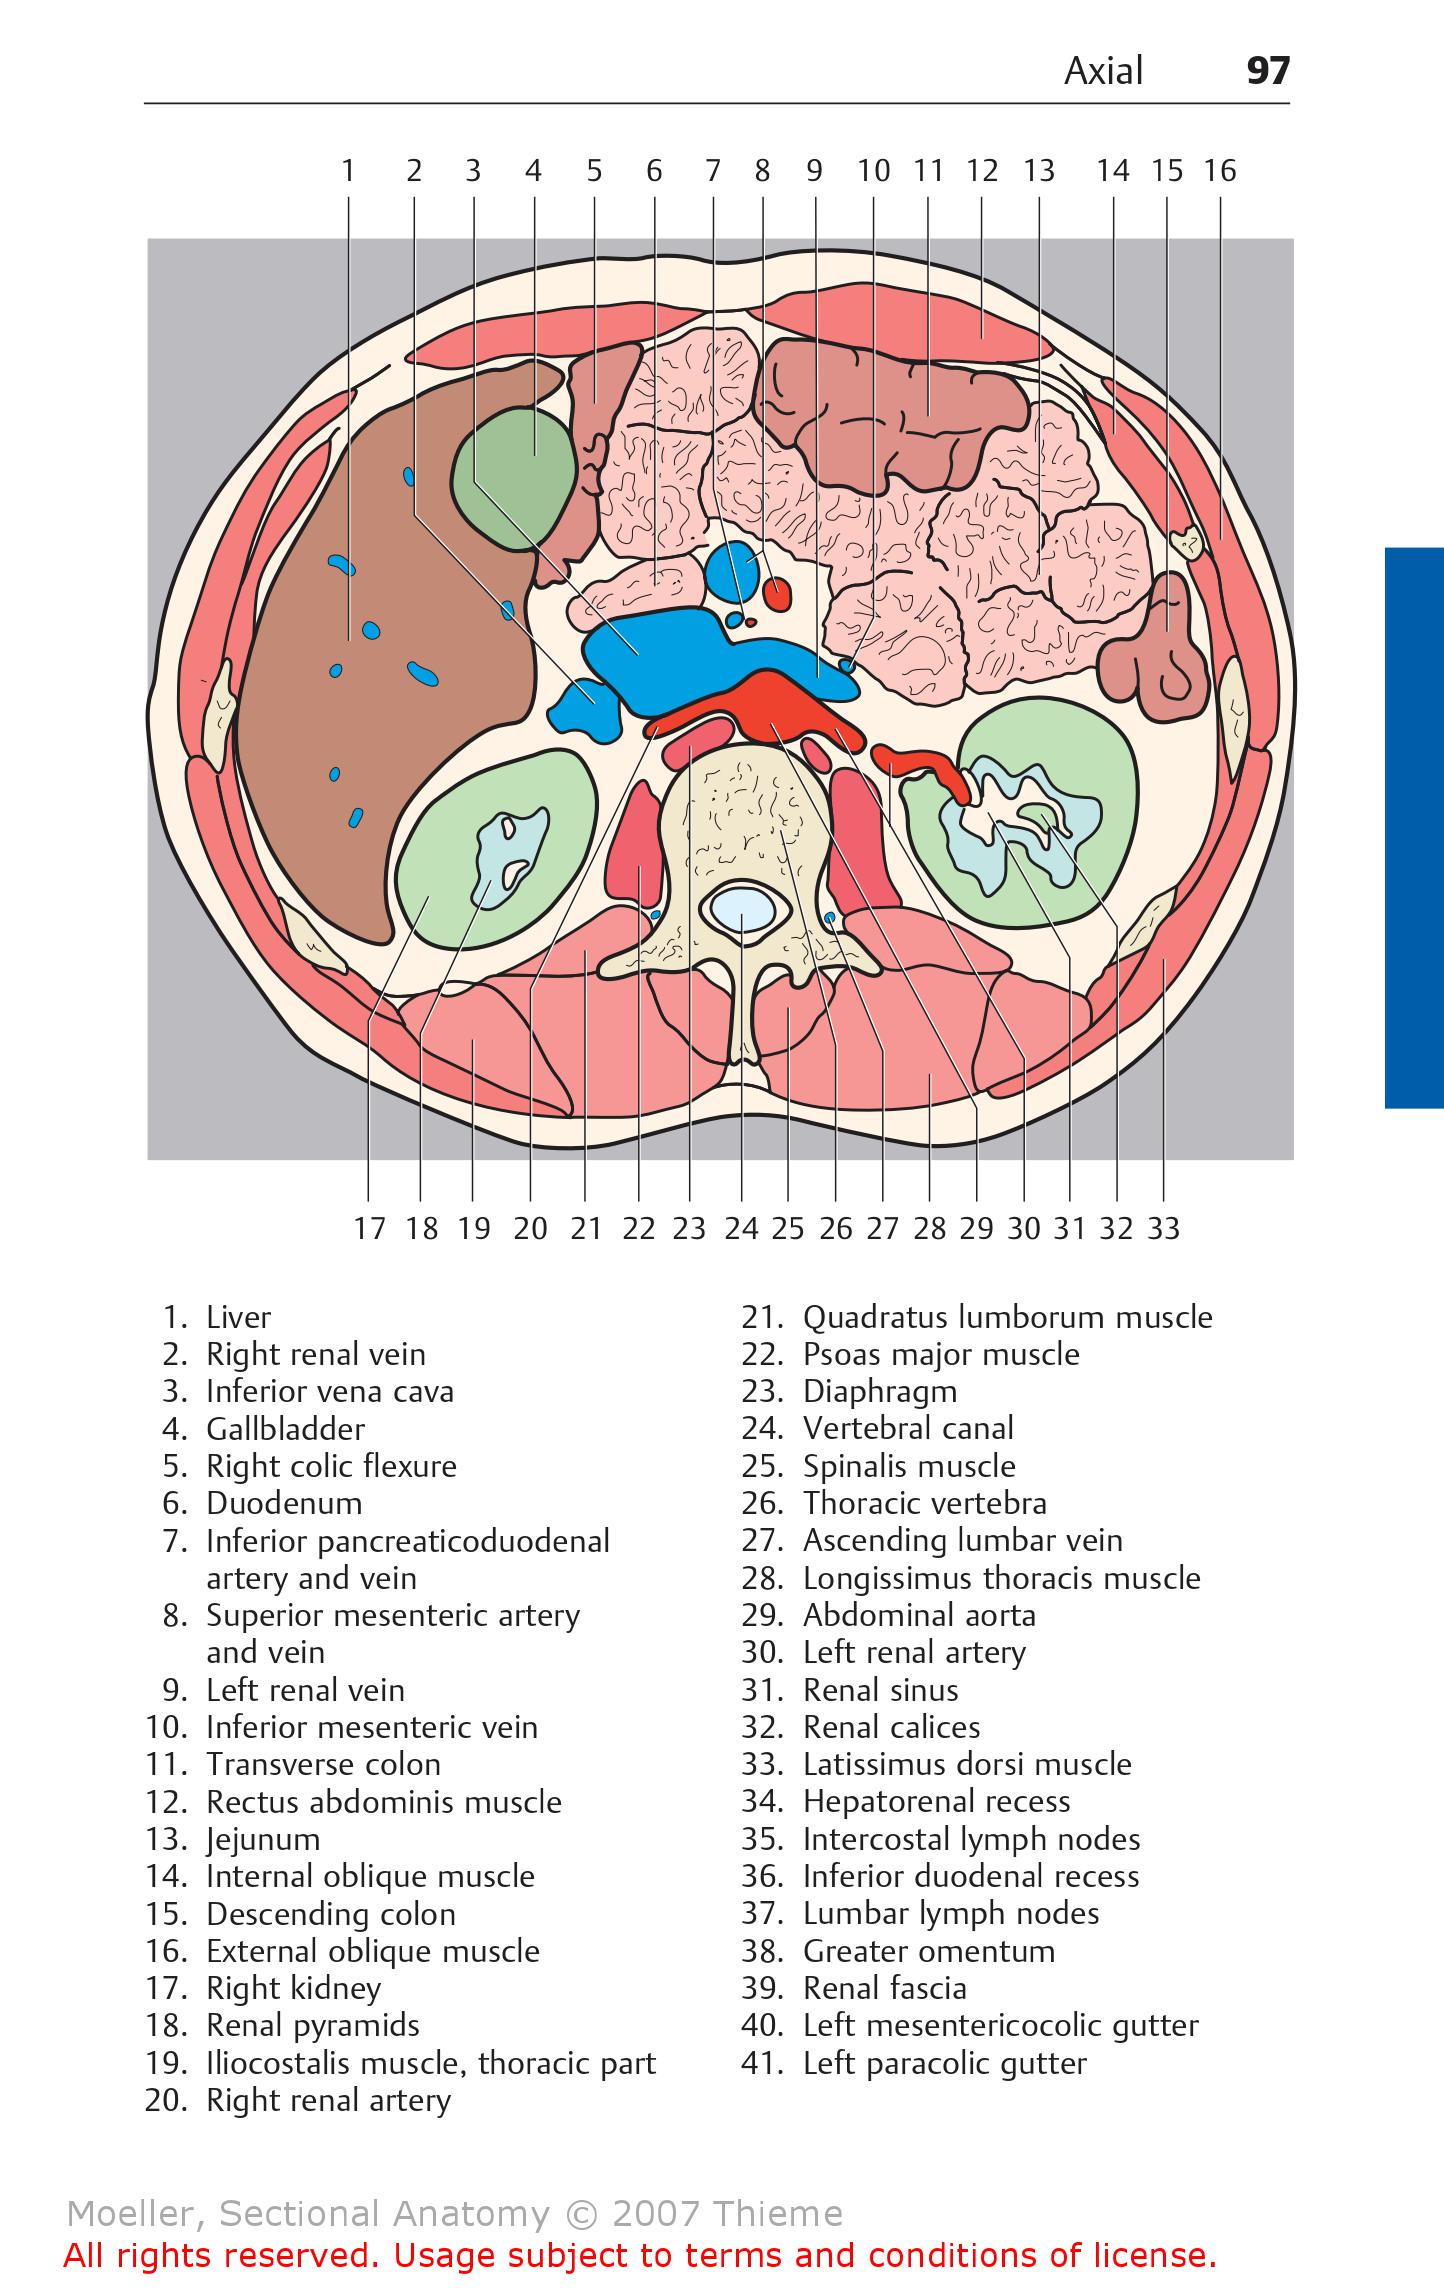 Axial 97
1 2 3 4 5 6 7 8 9 10 11 12 13 14 15 16
17 18 19 20 21 22 23 24 25 26 27 28 29 30 31 32 33
1. Liver
2. Right renal vein
3. Inferior vena cava
4. Gallbladder
5. Right colic flexure
6. Duodenum
7. Inferior pancreaticoduodenal
artery and vein
8. Superior mesenteric artery
and vein
9. Left renal vein
10. Inferior mesenteric vein
11. Transverse colon
12. Rectus abdominis muscle
13. Jejunum
14. Internal oblique muscle
15. Descending colon
16. External oblique muscle
17. Right kidney
18. Renal pyramids
19. Iliocostalis muscle, thoracic part
20. Right renal artery
21. Quadratus lumborum muscle
22. Psoas major muscle
23. Diaphragm
24. Vertebral canal
25. Spinalis muscle
26. Thoracic vertebra
27. Ascending lumbar vein
28. Longissimus thoracis muscle
29. Abdominal aorta
30. Left renal artery
31. Renal sinus
32. Renal calices
33. Latissimus dorsi muscle
34. Hepatorenal recess
35. Intercostal lymph nodes
36. Inferior duodenal recess
37. Lumbar lymph nodes
38. Greater omentum
39. Renal fascia
40. Left mesentericocolic gutter
41. Left paracolic gutter
Moeller, Sectional Anatomy © 2007 Thieme
All rights reserved. Usage subject to terms and conditions of license.